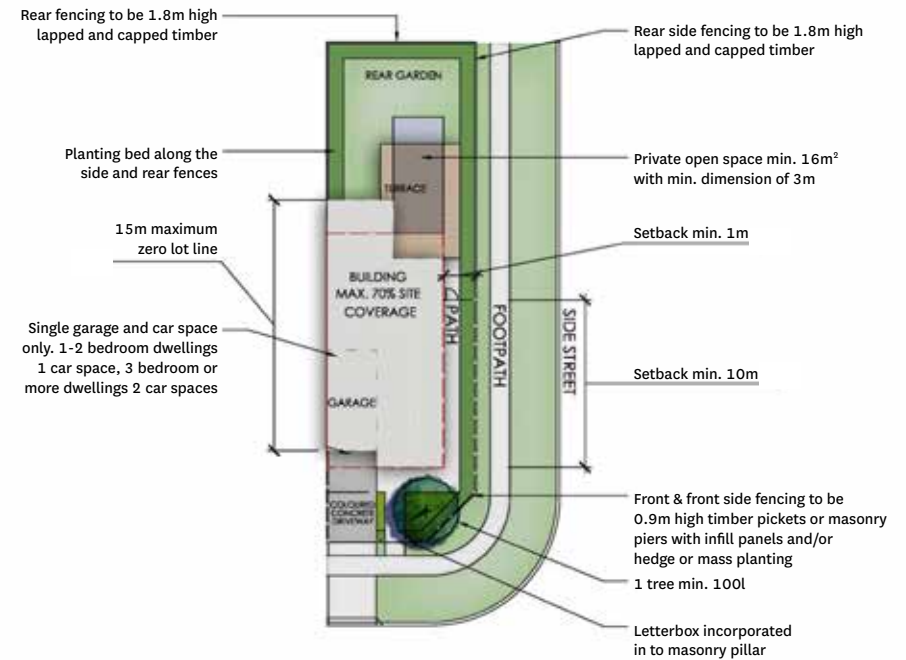 Rear fencing to be 1.8m high
lapped and capped timber
Rear side fencing to be 1.8m high
lapped and capped timber
REAR GARDEN
Planting bed along the
side and rear fences
Private open space min. 16m²
with min. dimension of 3m
TERRACE
15m maximum
zero lot line
Setback min. 1m
BUILDING
MAX. 70% SITE
COVERAGE
PATH
FOOTPATH
SIDE STREET
Single garage and car space
only. 1-2 bedroom dwellings
1 car space, 3 bedroom or
more dwellings 2 car spaces
Setback min. 10m
GARAGE
COLOURED
CONCRETE
DRIVEWAY
Front & front side fencing to be
0.9m high timber pickets or masonry
piers with infill panels and/or
hedge or mass planting
1 tree min. 100l
Letterbox incorporated
in to masonry pillar